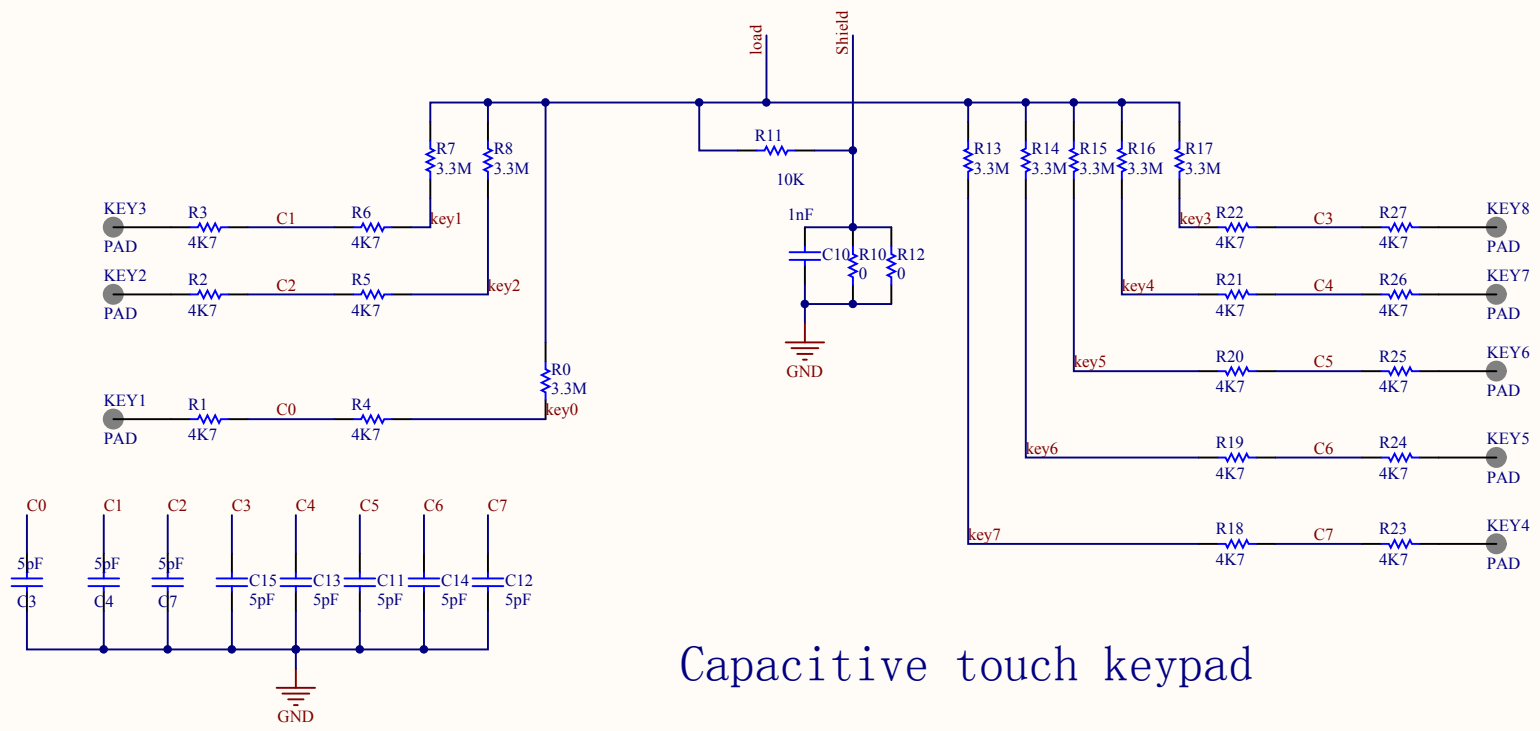 load
Shield
R7
3.3M
R8
3.3M
R11
10K
R13
3.3M
R14
3.3M
R15
3.3M
R16
3.3M
R17
3.3M
KEY3
PAD
R3
4K7
C1
R6
4K7
key1
KEY2
PAD
R2
4K7
C2
R5
4K7
key2
1nF
C10
R10
0
R12
0
GND
R0
3.3M
key0
KEY1
PAD
R1
4K7
C0
R4
4K7
key3
R22
4K7
C3
R27
4K7
KEY8
PAD
key4
R21
4K7
C4
R26
4K7
KEY7
PAD
key5
R20
4K7
C5
R25
4K7
KEY6
PAD
key6
R19
4K7
C6
R24
4K7
KEY5
PAD
key7
R18
4K7
C7
R23
4K7
KEY4
PAD
C0
C1
C2
C3
C4
C5
C6
C7
5pF
C3
5pF
C4
5pF
C7
C15
5pF
C13
5pF
C11
5pF
C14
5pF
C12
5pF
GND
Capacitive touch keypad